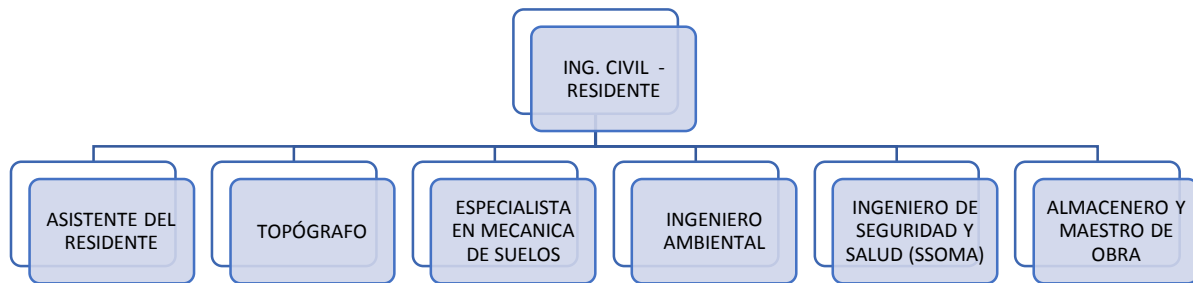 ING. CIVIL -
RESIDENTE
ASISTENTE DEL
RESIDENTE
TOPÓGRAFO
ESPECIALISTA
EN MECANICA
DE SUELOS
INGENIERO
AMBIENTAL
INGENIERO DE
SEGURIDAD Y
SALUD (SSOMA)
ALMACENERO Y
MAESTRO DE
OBRA